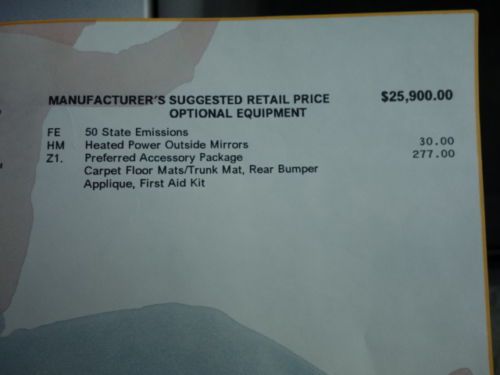 MANUFACTURER'S SUGGESTED RETAIL PRICE $25,900.00
OPTIONAL EQUIPMENT
FE 50 State Emissions
HM Heated Power Outside Mirrors 30.00
Z1. Preferred Accessory Package 277.00
Carpet Floor Mats/Trunk Mat, Rear Bumper
Applique, First Aid Kit